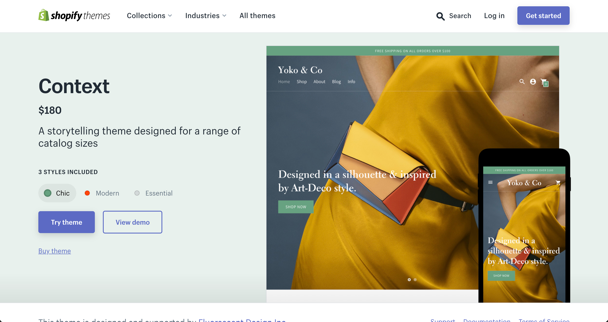 shopify themes
Collections
Industries
All themes
Search
Log in
Get started
Context
$180
A storytelling theme designed for a range of
catalog sizes
3 STYLES INCLUDED
Chic
Modern
Essential
Try theme
View demo
Buy theme
FREE SHIPPING ON ALL ORDERS OVER $150
Yoko & Co
Home Shop About Blog Info
Designed in a silhouette & inspired
by Art-Deco style.
SHOP NOW
Yoko & Co
Designed in a
silhouette & inspired
by Art-Deco style.
SHOP NOW
This theme is designed and supported by Fluorescent Design Inc.
Support
Documentation
Terms of Service